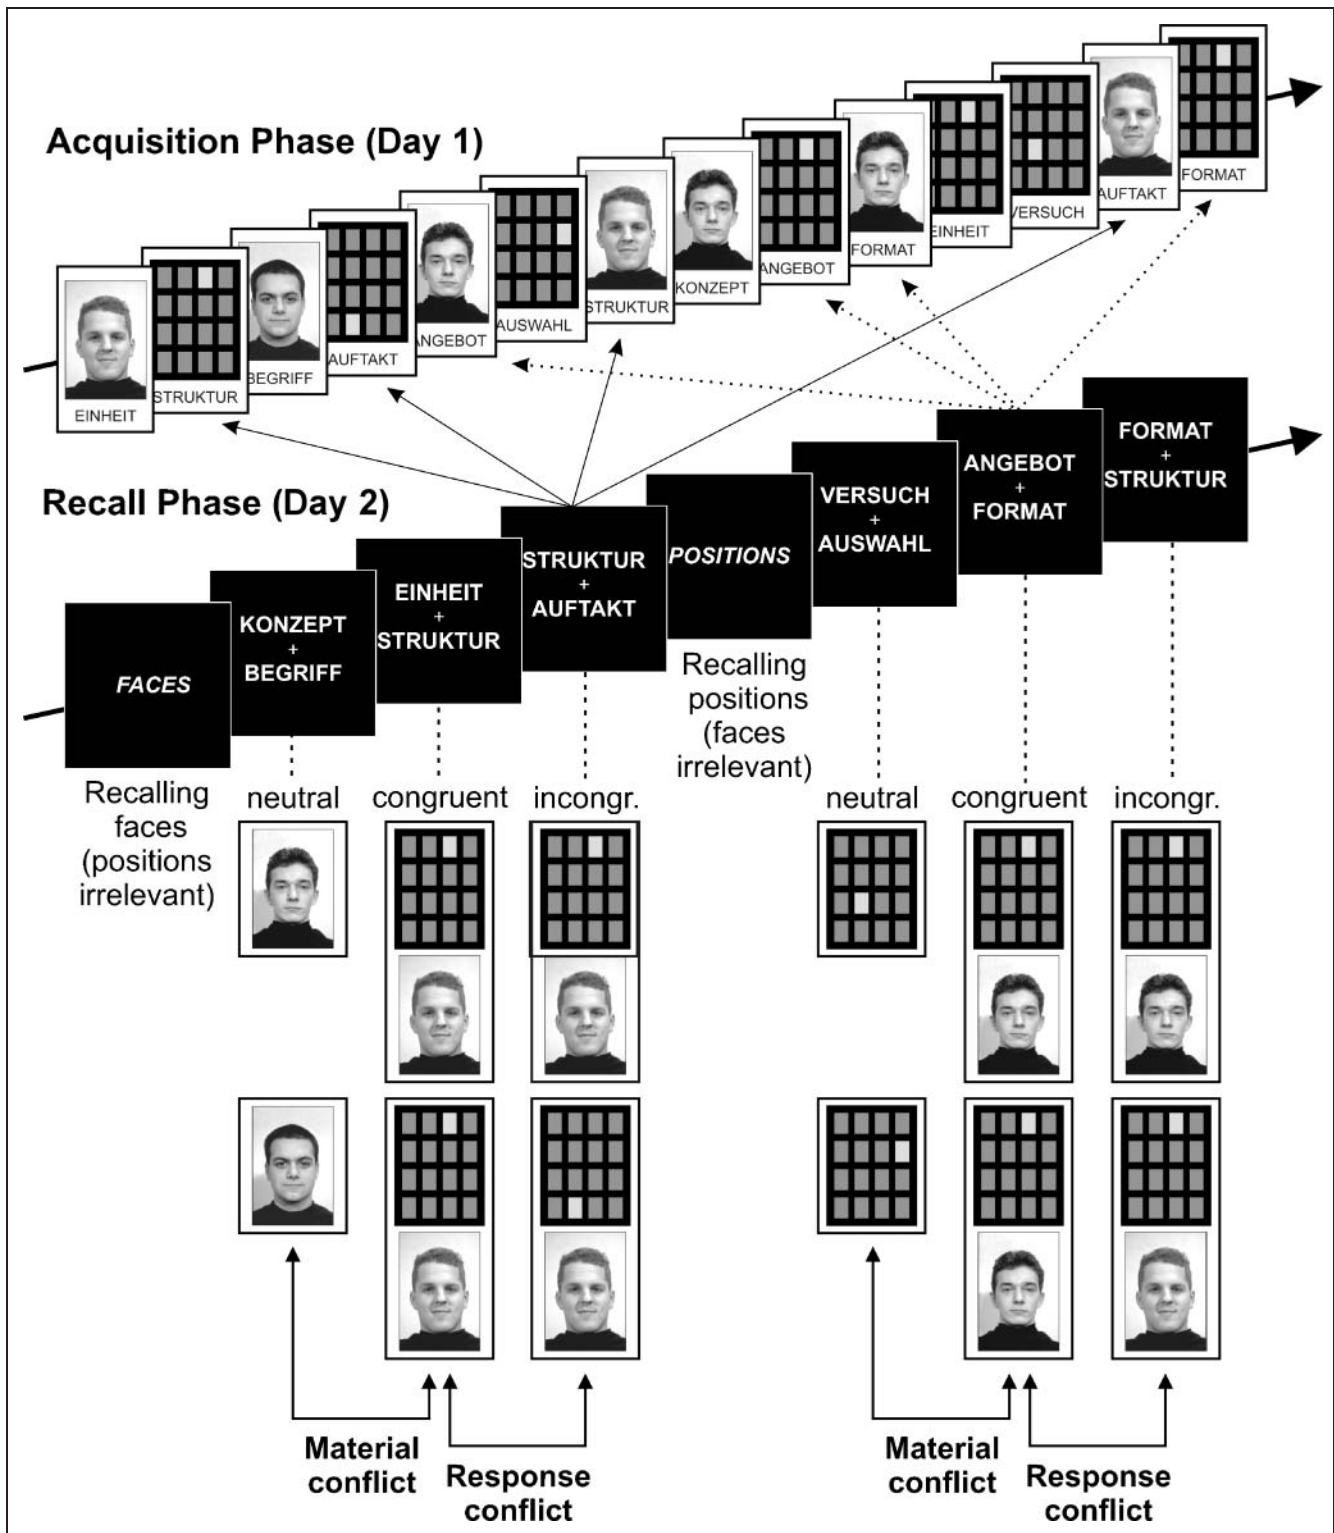 Acquisition Phase (Day 1)
EINHEIT
STRUKTUR
BEGRIFF
AUFTAKT
ANGEBOT
AUSWAHL
STRUKTUR
KONZEPT
ANGEBOT
FORMAT
EINHEIT
VERSUCH
AUFTAKT
FORMAT
Recall Phase (Day 2)
FACES
KONZEPT
+
BEGRIFF
EINHEIT
+
STRUKTUR
STRUKTUR
+
AUFTAKT
POSITIONS
VERSUCH
+
AUSWAHL
ANGEBOT
+
FORMAT
FORMAT
+
STRUKTUR
Recalling
faces
(positions
irrelevant)
neutral
congruent
incongr.
Recalling
positions
(faces
irrelevant)
neutral
congruent
incongr.
Material
conflict
Response
conflict
Material
conflict
Response
conflict